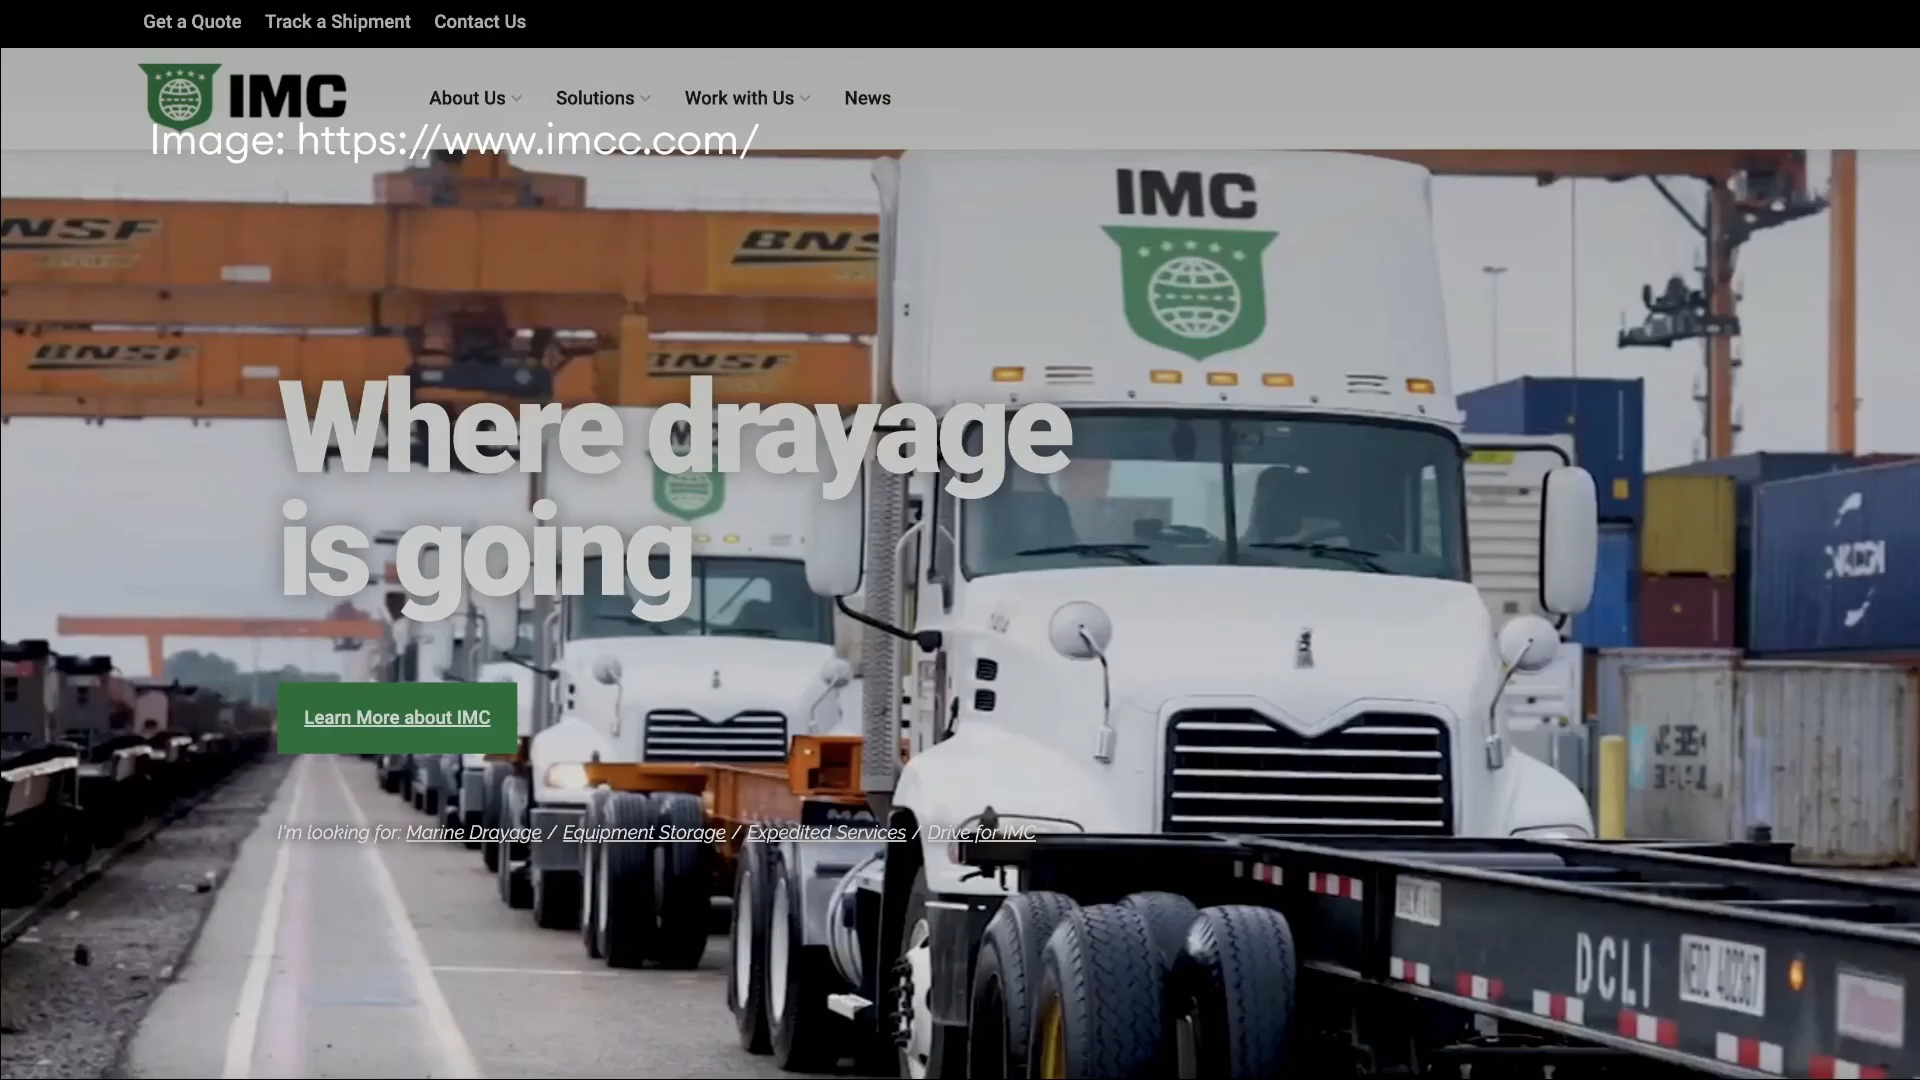 Get a Quote Track a Shipment Contact Us
IMC
About Us Solutions Work with Us News
Image: https://www.imcc.com/
IMC
BNSF
BNS
BNSF
BNSF
Where drayage
is going
Learn More about IMC
I'm looking for: Marine Drayage / Equipment Storage / Expedited Services / Drive for IMC
DCLI